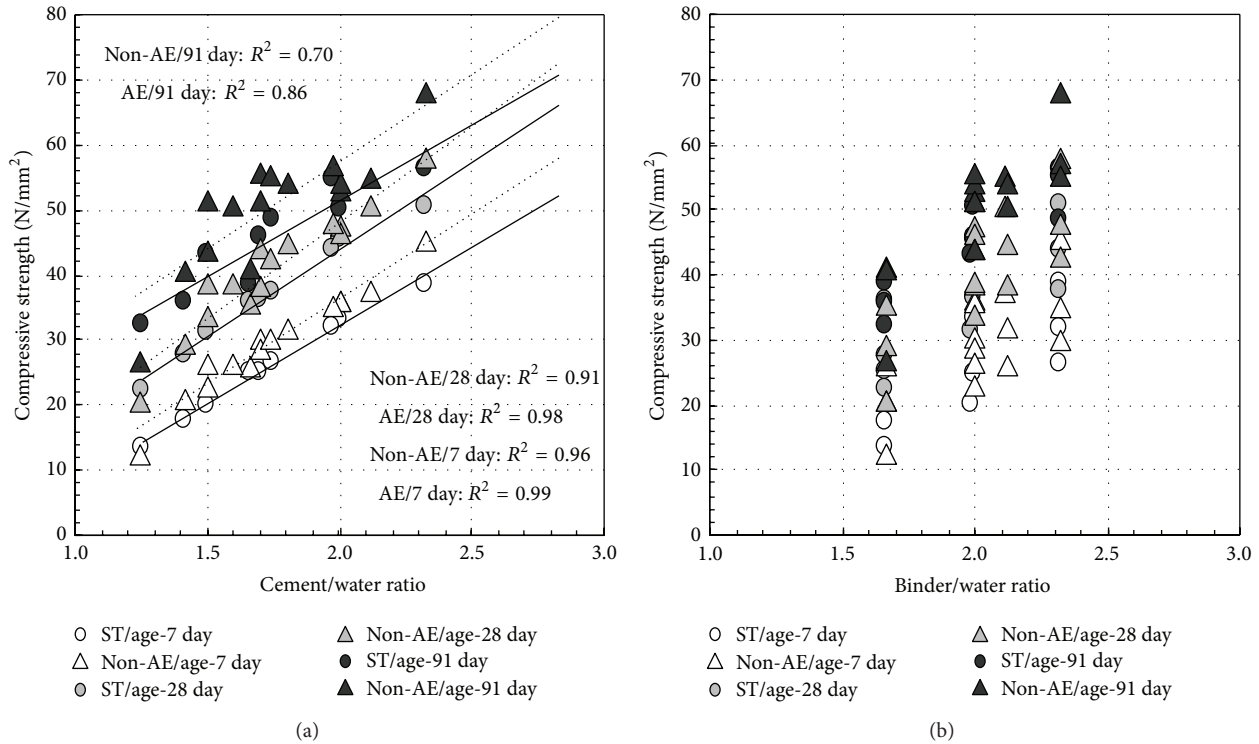 80
70
60
50
40
30
20
10
0
Compressive strength (N/mm²)
Non-AE/91 day: R² = 0.70
AE/91 day: R² = 0.86
Non-AE/28 day: R² = 0.91
AE/28 day: R² = 0.98
Non-AE/7 day: R² = 0.96
AE/7 day: R² = 0.99
1.0 1.5 2.0 2.5 3.0
Cement/water ratio
ST/age-7 day
Non-AE/age-7 day
ST/age-28 day
Non-AE/age-28 day
ST/age-91 day
Non-AE/age-91 day
(a)
80
70
60
50
40
30
20
10
0
Compressive strength (N/mm²)
1.0 1.5 2.0 2.5 3.0
Binder/water ratio
ST/age-7 day
Non-AE/age-7 day
ST/age-28 day
Non-AE/age-28 day
ST/age-91 day
Non-AE/age-91 day
(b)